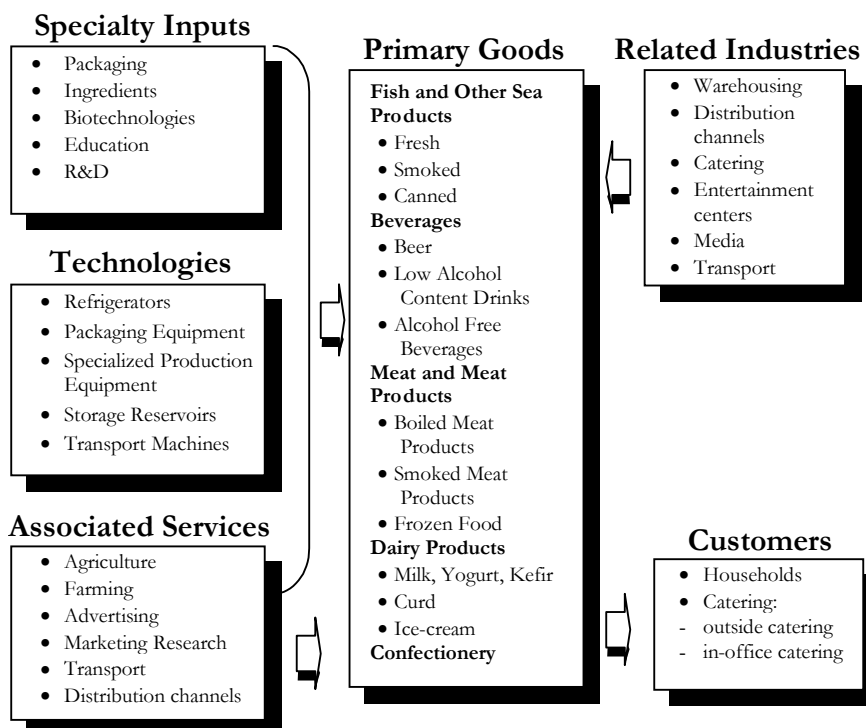 Specialty Inputs
• Packaging
• Ingredients
• Biotechnologies
• Education
• R&D
Technologies
• Refrigerators
• Packaging Equipment
• Specialized Production
Equipment
• Storage Reservoirs
• Transport Machines
Associated Services
• Agriculture
• Farming
• Advertising
• Marketing Research
• Transport
• Distribution channels
Primary Goods
Fish and Other Sea
Products
• Fresh
• Smoked
• Canned
Beverages
• Beer
• Low Alcohol
Content Drinks
• Alcohol Free
Beverages
Meat and Meat
Products
• Boiled Meat
Products
• Smoked Meat
Products
• Frozen Food
Dairy Products
• Milk, Yogurt, Kefir
• Curd
• Ice-cream
Confectionery
Related Industries
• Warehousing
• Distribution
channels
• Catering
• Entertainment
centers
• Media
• Transport
Customers
• Households
• Catering:
- outside catering
- in-office catering